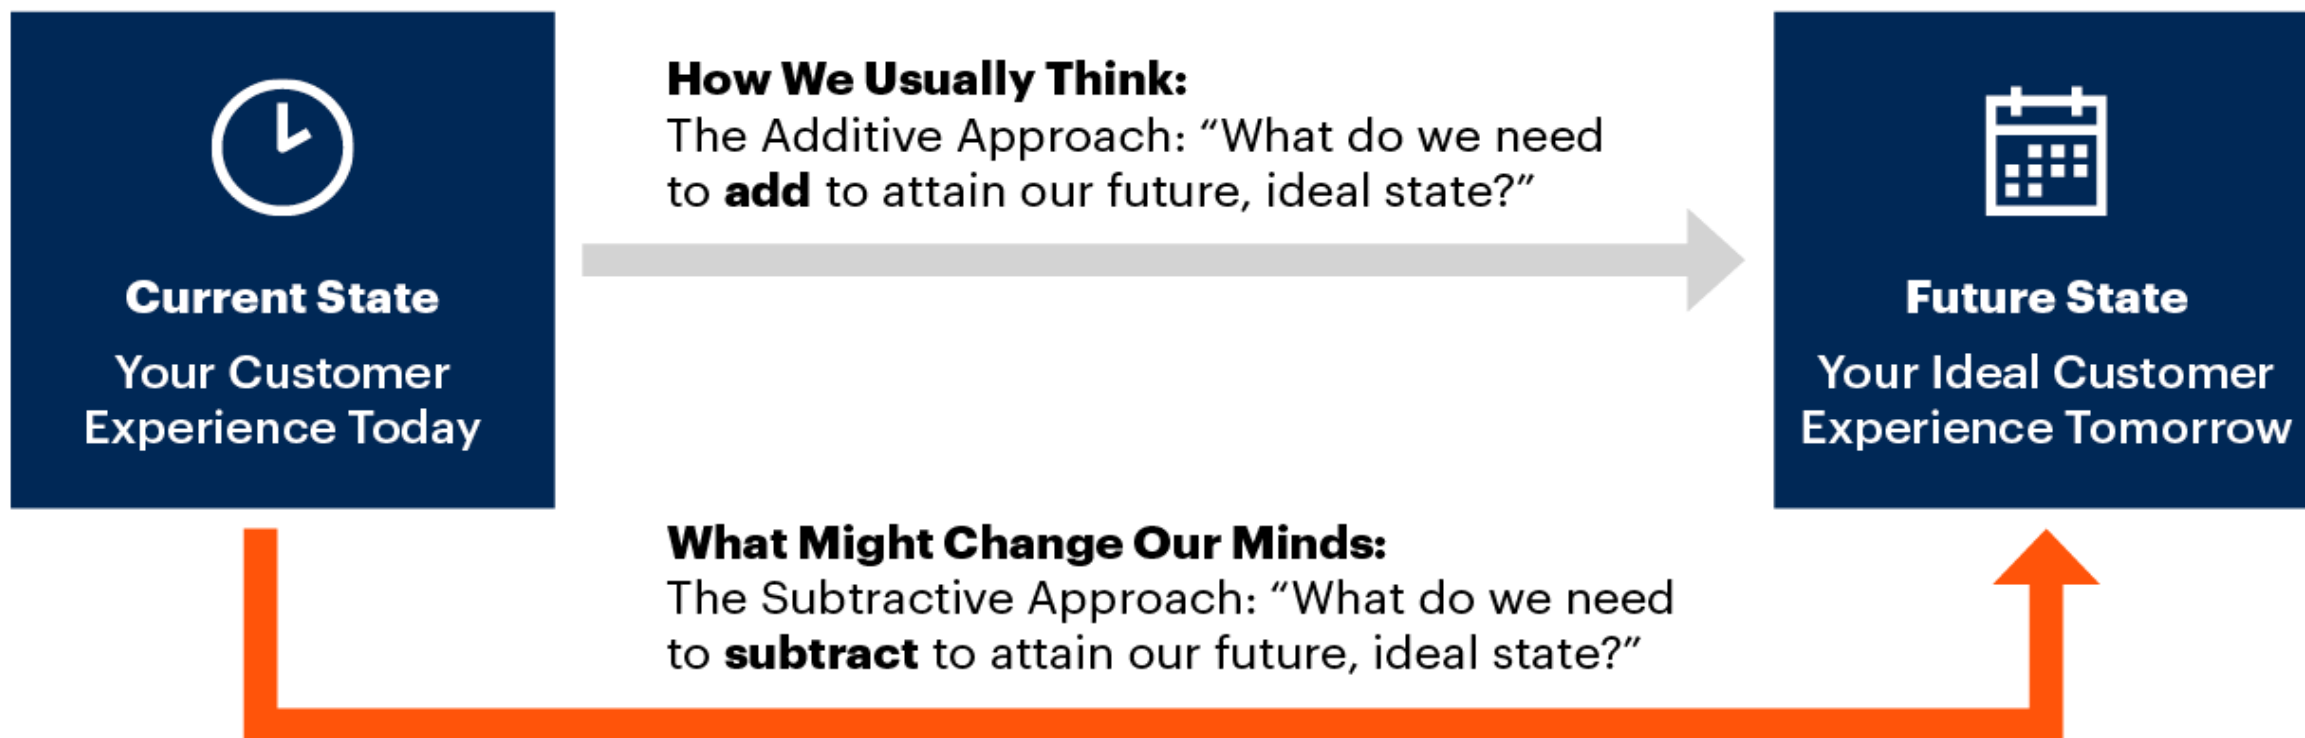 Current State
Your Customer
Experience Today
How We Usually Think:
The Additive Approach: “What do we need
to add to attain our future, ideal state?”
Future State
Your Ideal Customer
Experience Tomorrow
What Might Change Our Minds:
The Subtractive Approach: “What do we need
to subtract to attain our future, ideal state?”